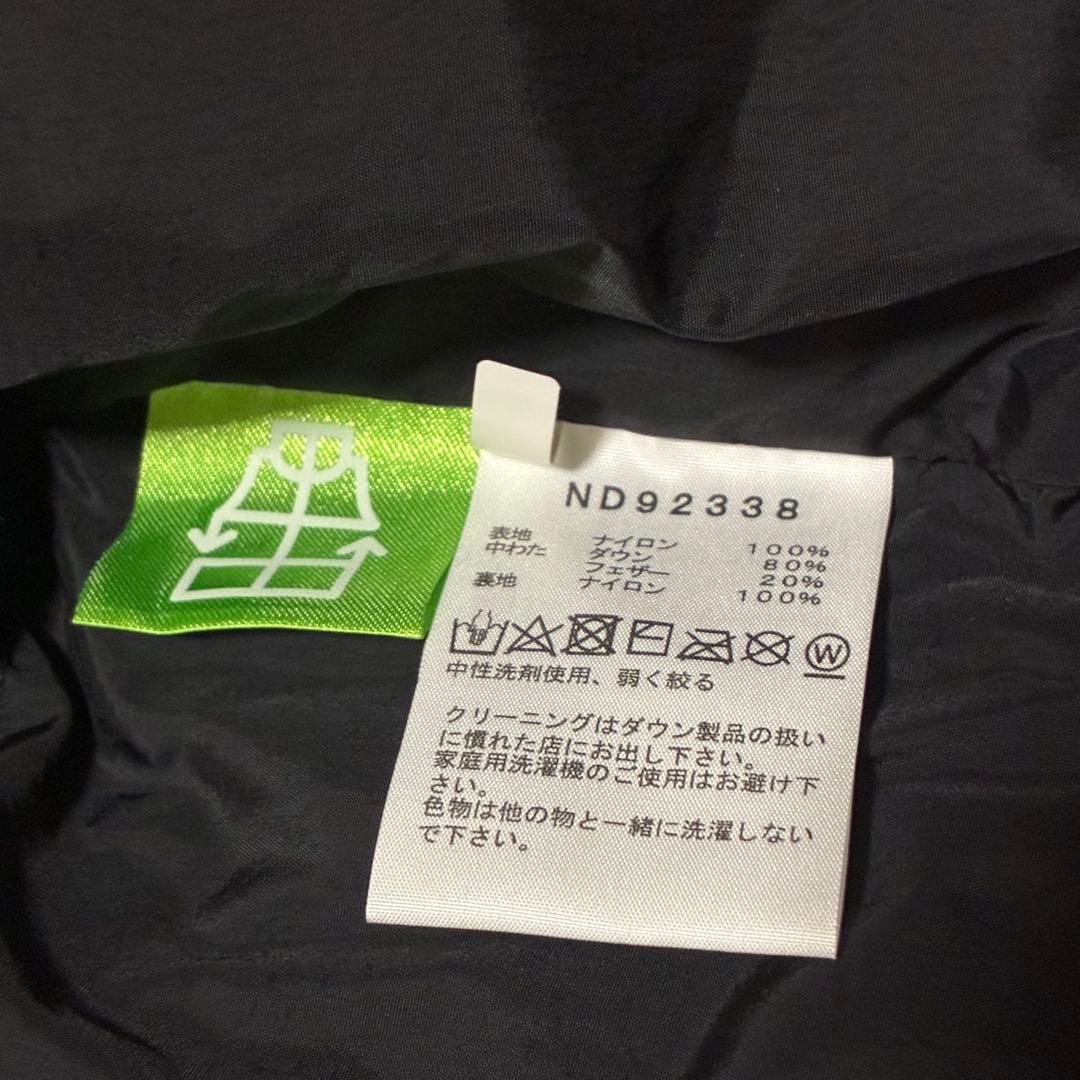 ND92338
表地 ナイロン 100%
中わた ダウン 80%
フェザー 20%
裏地 ナイロン 100%
W
中性洗剤使用、弱く絞る
クリーニングはダウン製品の扱い
に慣れた店にお出し下さい。
家庭用洗濯機のご使用はお避け下
さい。
色物は他の物と一緒に洗濯しない
で下さい。